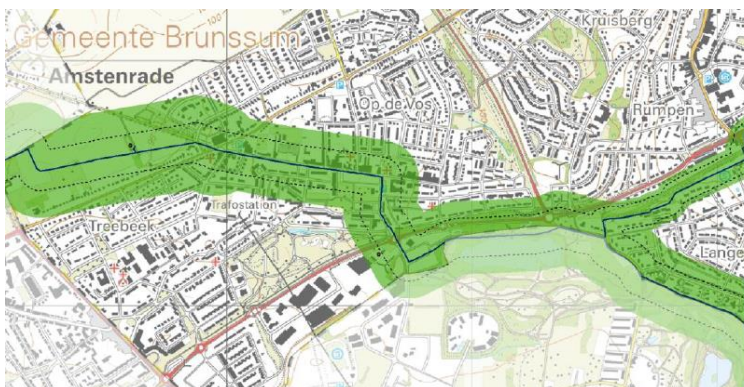 Kruisberg
Gemeente Brunssum
Amstenrade
Op de Vos
Rumpen
Trafostation
Treebeek
Lange